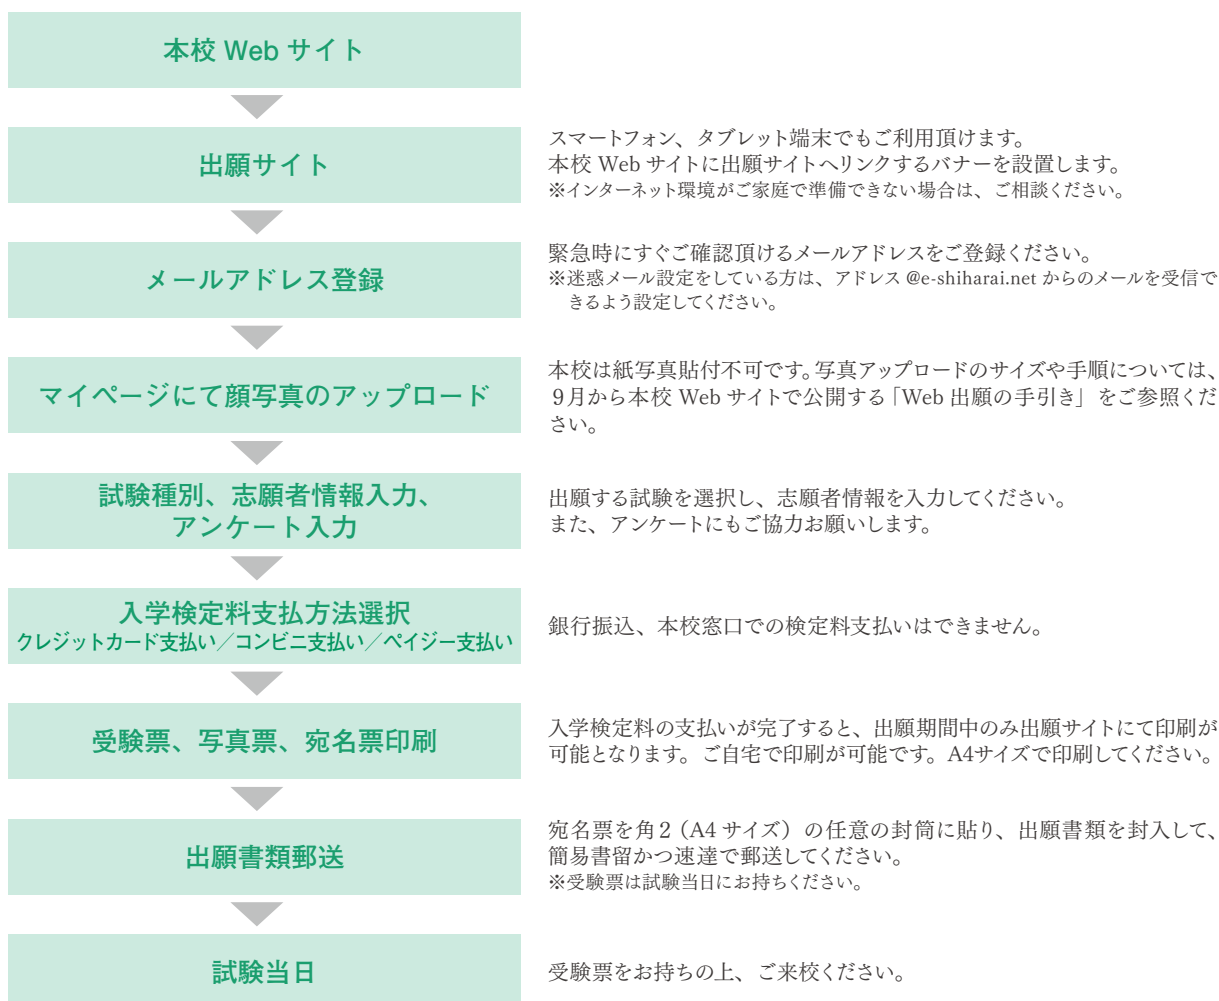 本校 Web サイト
出願サイト
スマートフォン、タブレット端末でもご利用頂けます。
本校 Web サイトに出願サイトへリンクするバナーを設置します。
※インターネット環境がご家庭で準備できない場合は、ご相談ください。
メールアドレス登録
緊急時にすぐご確認頂けるメールアドレスをご登録ください。
※迷惑メール設定をしている方は、アドレス @e-shiharai.net からのメールを受信で
きるよう設定してください。
マイページにて顔写真のアップロード
本校は紙写真貼付不可です。写真アップロードのサイズや手順については、
9月から本校 Web サイトで公開する「Web 出願の手引き」をご参照くだ
さい。
試験種別、志願者情報入力、
アンケート入力
出願する試験を選択し、志願者情報を入力してください。
また、アンケートにもご協力お願いします。
入学検定料支払方法選択
クレジットカード支払い／コンビニ支払い／ペイジー支払い
銀行振込、本校窓口での検定料支払いはできません。
受験票、写真票、宛名票印刷
入学検定料の支払いが完了すると、出願期間中のみ出願サイトにて印刷が
可能となります。ご自宅で印刷が可能です。A4サイズで印刷してください。
出願書類郵送
宛名票を角2（A4 サイズ）の任意の封筒に貼り、出願書類を封入して、
簡易書留かつ速達で郵送してください。
※受験票は試験当日にお持ちください。
試験当日
受験票をお持ちの上、ご来校ください。